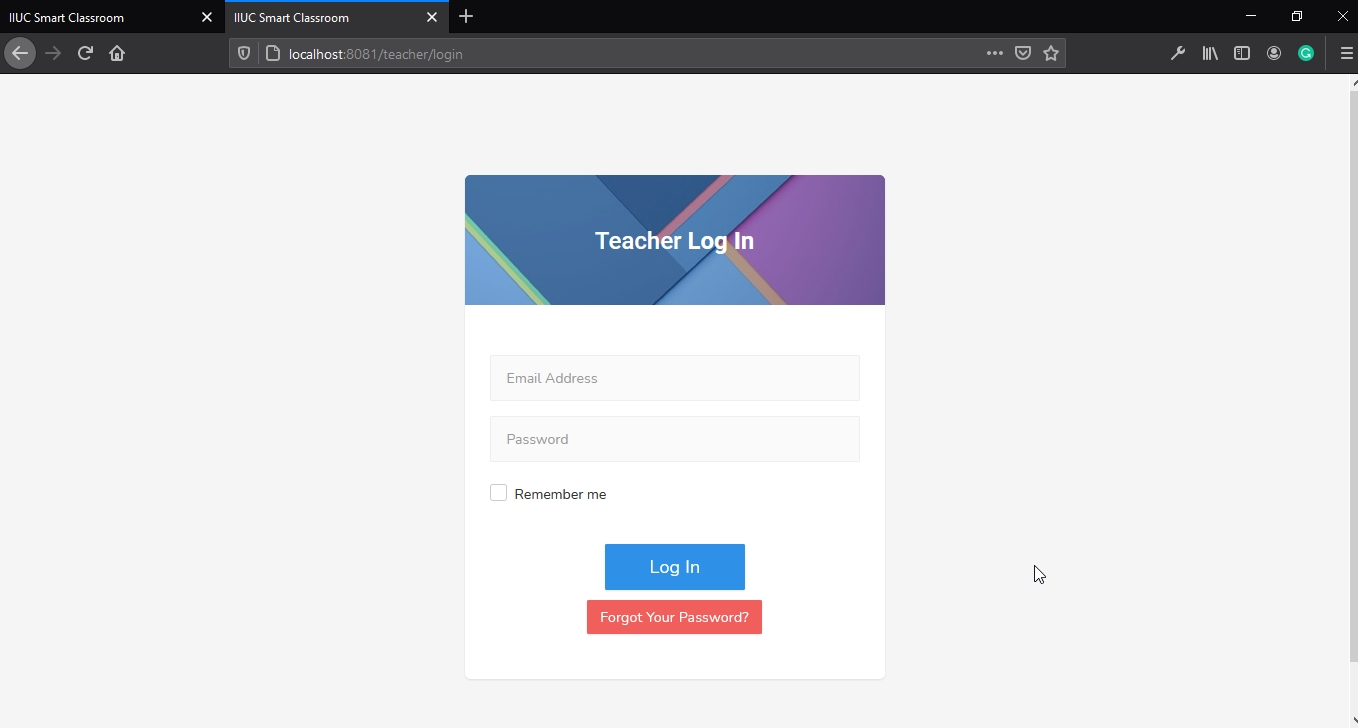 IIUC Smart Classroom
IIUC Smart Classroom
localhost:8081/teacher/login
Teacher Log In
Email Address
Password
Remember me
Log In
Forgot Your Password?